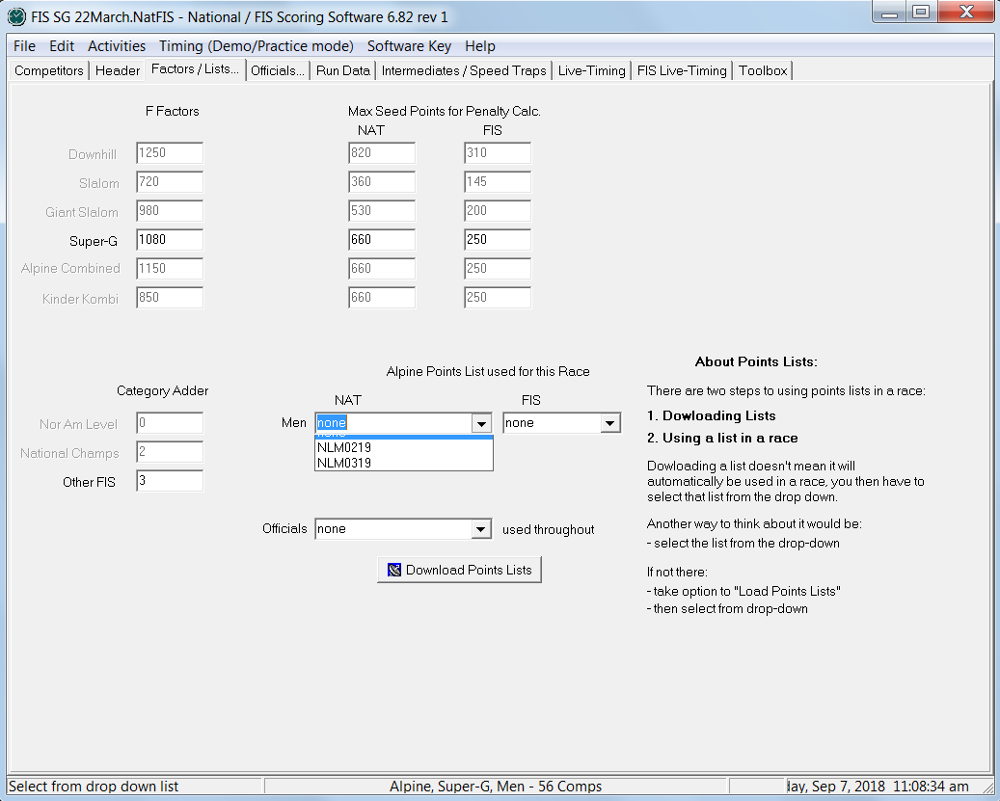 FIS SG 22March.NatFIS - National / FIS Scoring Software 6.82 rev 1
File Edit Activities Timing (Demo/Practice mode) Software Key Help
Competitors Header Factors / Lists... Officials... Run Data Intermediates / Speed Traps Live-Timing FIS Live-Timing Toolbox
F Factors Max Seed Points for Penalty Calc.
NAT FIS
Downhill 1250 820 310
Slalom 720 360 145
Giant Slalom 980 530 200
Super-G 1080 660 250
Alpine Combined 1150 660 250
Kinder Kombi 850 660 250
Alpine Points List used for this Race
NAT FIS
Men none none
none
NLM0219
NLM0319
Category Adder
Nor Am Level 0
National Champs 2
Other FIS 3
Officials none used throughout
Download Points Lists
About Points Lists:
There are two steps to using points lists in a race:
1. Dowloading Lists
2. Using a list in a race
Dowloading a list doesn't mean it will
automatically be used in a race, you then have to
select that list from the drop down.
Another way to think about it would be:
- select the list from the drop-down
If not there:
- take option to "Load Points Lists"
- then select from drop-down
Select from drop down list Alpine, Super-G, Men - 56 Comps lay, Sep 7, 2018 11:08:34 am